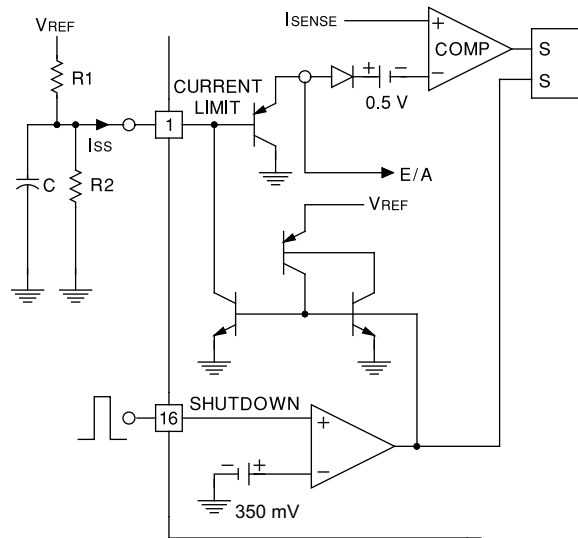 ISENSE
+
COMP
−
S
S
VREF
R1
CURRENT
LIMIT
+
−
0.5 V
1
ISS
C
R2
E/A
VREF
16
SHUTDOWN
+
−
−
+
350 mV